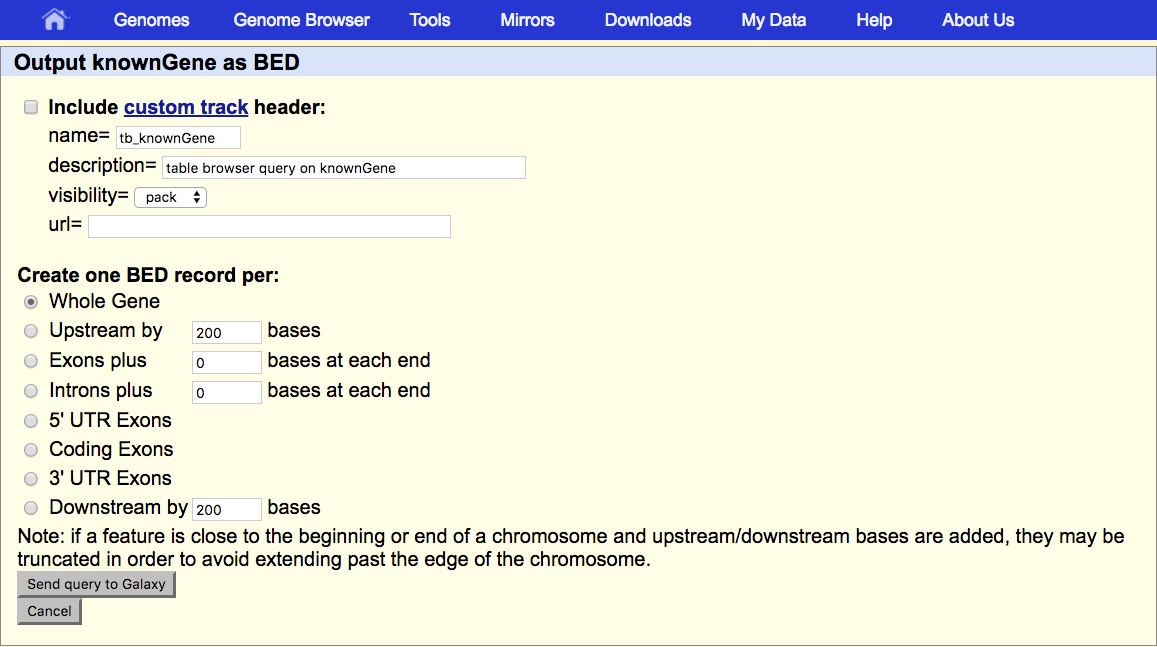 Genomes Genome Browser Tools Mirrors Downloads My Data Help About Us
Output knownGene as BED
Include custom track header:
name= tb_knownGene
description= table browser query on knownGene
visibility= pack
url=
Create one BED record per:
Whole Gene
Upstream by 200 bases
Exons plus 0 bases at each end
Introns plus 0 bases at each end
5' UTR Exons
Coding Exons
3' UTR Exons
Downstream by 200 bases
Note: if a feature is close to the beginning or end of a chromosome and upstream/downstream bases are added, they may be
truncated in order to avoid extending past the edge of the chromosome.
Send query to Galaxy
Cancel